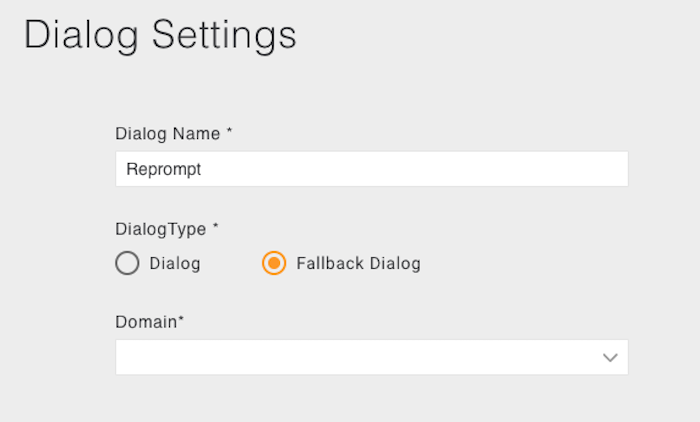 Dialog Settings
Dialog Name *
Reprompt
DialogType *
Dialog Fallback Dialog
Domain*